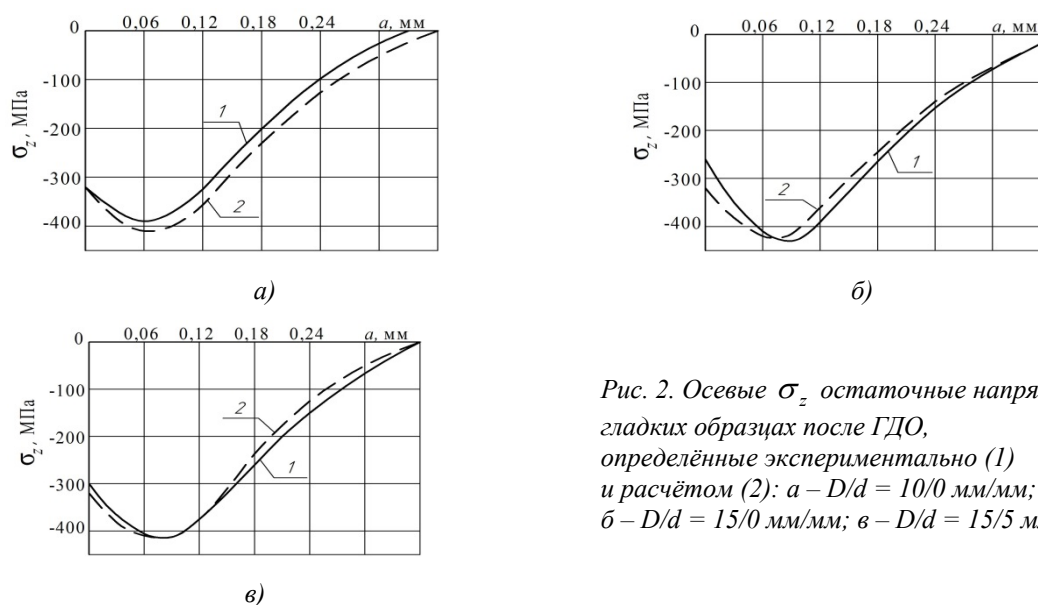 0 0,06 0,12 0,18 0,24 a, мм
-100
-200
-300
-400
σz, МПа
1
2
а)
0 0,06 0,12 0,18 0,24 a, мм
-100
-200
-300
-400
σz, МПа
2
1
б)
0 0,06 0,12 0,18 0,24 a, мм
-100
-200
-300
-400
σz, МПа
2
1
в)
Рис. 2. Осевые σz остаточные
гладких образцах после ГДО,
определённые экспериментально (1)
и расчётом (2): а – D/d = 10/0 мм/мм;
б – D/d = 15/0 мм/мм; в – D/d = 15/5